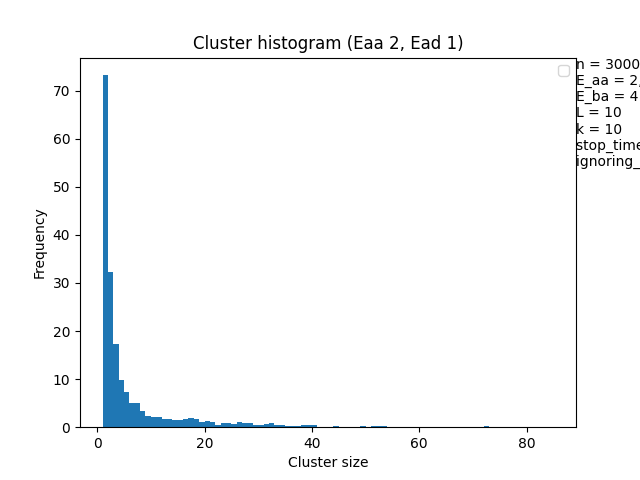 Cluster histogram (Eaa 2, Ead 1)
n = 3000
E_aa = 2,
E_ba = 4
L = 10
k = 10
stop_time
ignoring_
Frequency
70
60
50
40
30
20
10
0
0 20 40 60 80
Cluster size